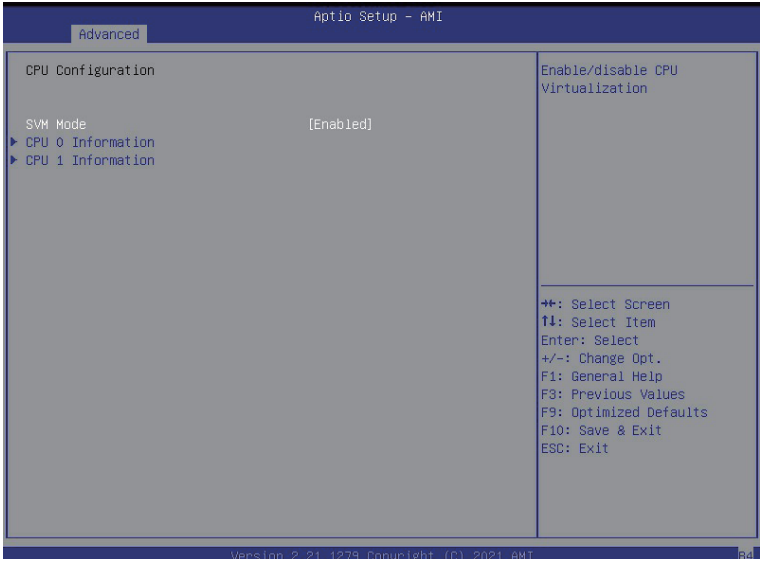 Aptio Setup – AMI
Advanced
CPU Configuration
SVM Mode [Enabled]
CPU 0 Information
CPU 1 Information
Enable/disable CPU
Virtualization
→←: Select Screen
↑↓: Select Item
Enter: Select
+/-: Change Opt.
F1: General Help
F3: Previous Values
F9: Optimized Defaults
F10: Save & Exit
ESC: Exit
Version 2.21.1279 Copyright (C) 2021 AMI
B4